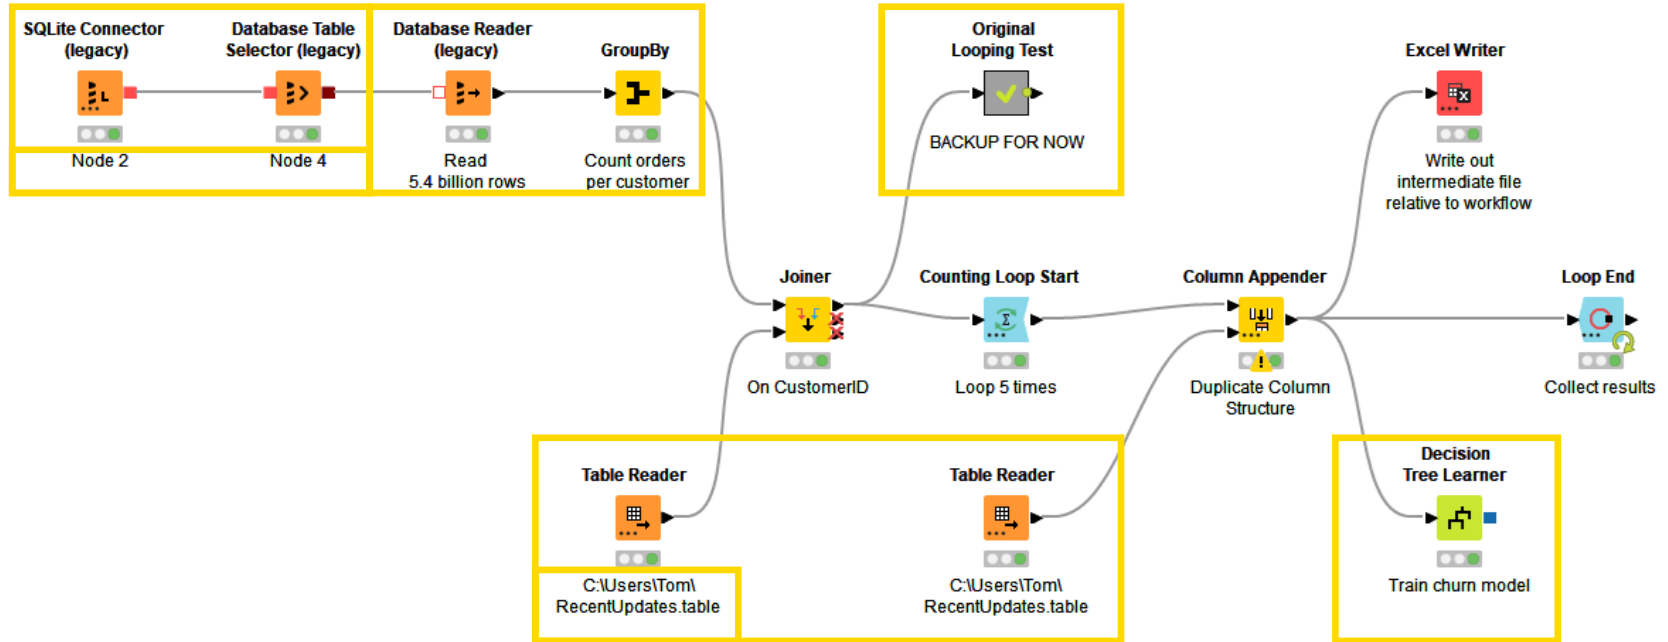 SQLite Connector
(legacy)
Database Table
Selector (legacy)
Database Reader
(legacy)
GroupBy
Original
Looping Test
Excel Writer
Node 2
Node 4
Read
5.4 billion rows
Count orders
per customer
BACKUP FOR NOW
Write out
intermediate file
relative to workflow
Joiner
Counting Loop Start
Column Appender
Loop End
On CustomerID
Loop 5 times
Duplicate Column
Structure
Collect results
Table Reader
Table Reader
Decision
Tree Learner
C:\Users\Tom\
RecentUpdates.table
C:\Users\Tom\
RecentUpdates.table
Train churn model